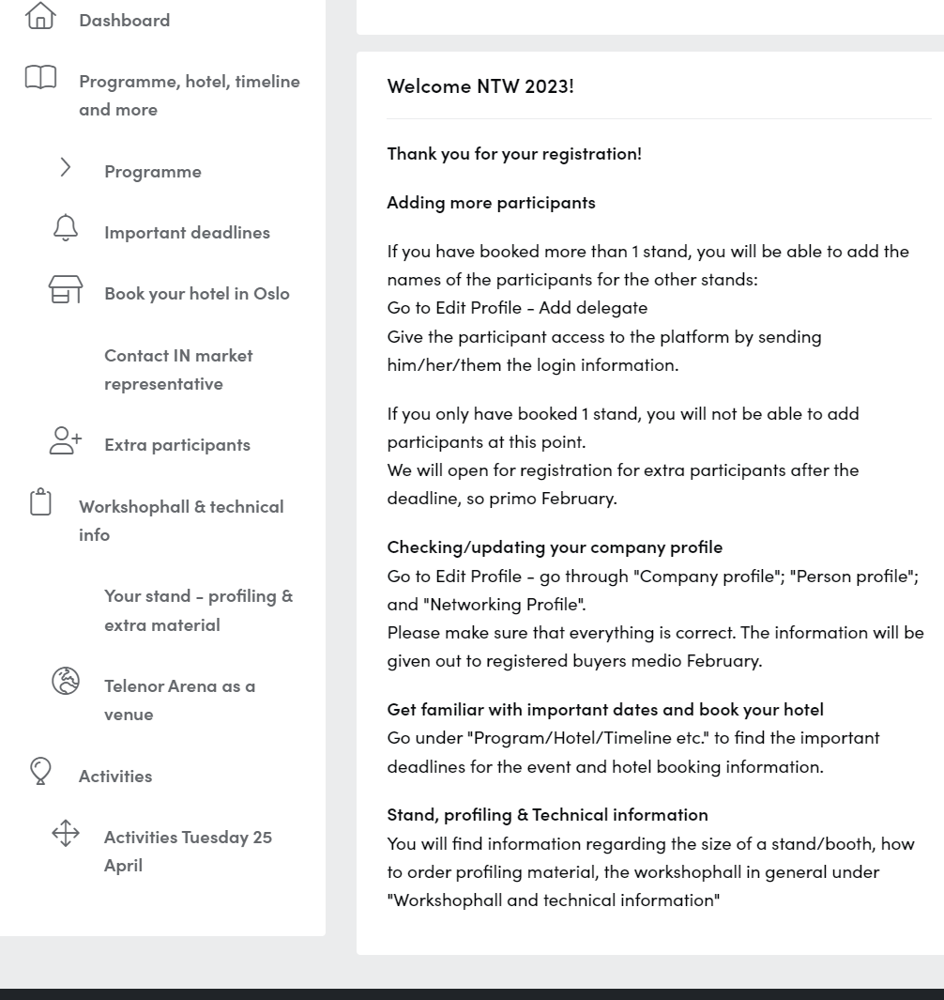 Dashboard
Programme, hotel, timeline
and more
Programme
Important deadlines
Book your hotel in Oslo
Contact IN market
representative
Extra participants
Workshophall & technical
info
Your stand - profiling &
extra material
Telenor Arena as a
venue
Activities
Activities Tuesday 25
April
Welcome NTW 2023!
Thank you for your registration!
Adding more participants
If you have booked more than 1 stand, you will be able to add the
names of the participants for the other stands:
Go to Edit Profile - Add delegate
Give the participant access to the platform by sending
him/her/them the login information.
If you only have booked 1 stand, you will not be able to add
participants at this point.
We will open for registration for extra participants after the
deadline, so primo February.
Checking/updating your company profile
Go to Edit Profile - go through "Company profile"; "Person profile";
and "Networking Profile".
Please make sure that everything is correct. The information will be
given out to registered buyers medio February.
Get familiar with important dates and book your hotel
Go under "Program/Hotel/Timeline etc." to find the important
deadlines for the event and hotel booking information.
Stand, profiling & Technical information
You will find information regarding the size of a stand/booth, how
to order profiling material, the workshophall in general under
"Workshophall and technical information"